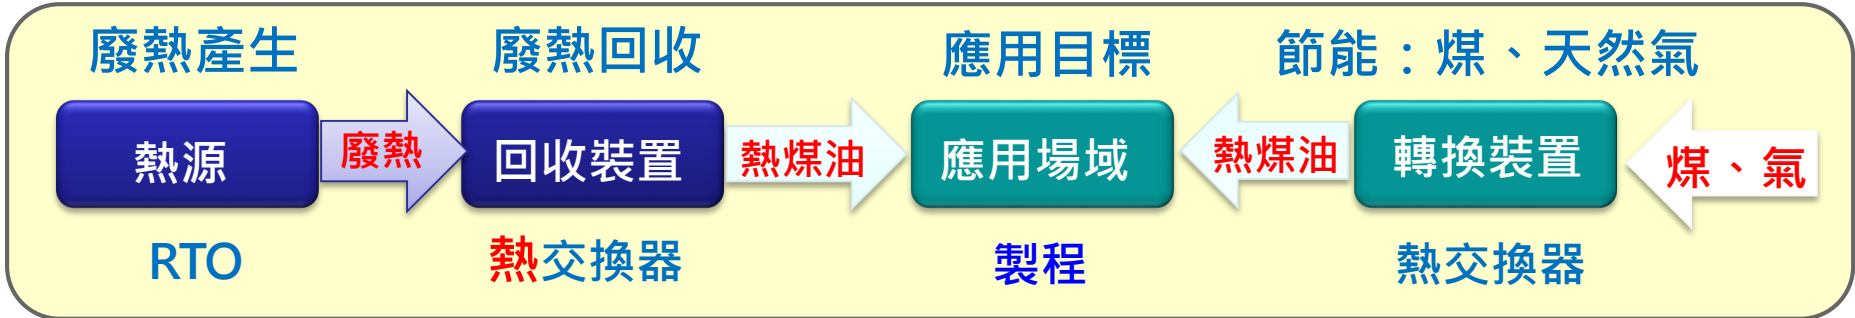 廢熱產生 廢熱回收 應用目標 節能：煤、天然氣
熱源 廢熱 回收裝置 熱煤油 應用場域 熱煤油 轉換裝置 煤、氣
RTO 熱交換器 製程 熱交換器